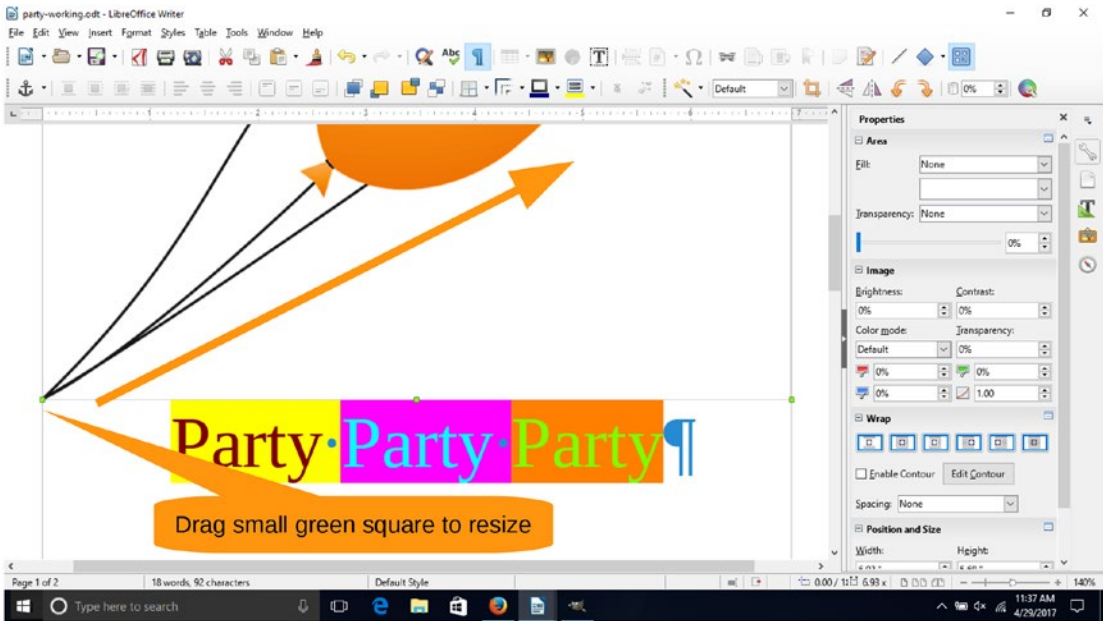 party-working.odt - LibreOffice Writer
File Edit View Insert Format Styles Table Tools Window Help
Abc
Default
0%
Properties
Area
Fill: None
Transparency: None
0%
Image
Brightness: Contrast:
0% 0%
Color mode: Transparency:
Default 0%
0% 0%
0% 1.00
Wrap
Enable Contour Edit Contour
Spacing: None
Position and Size
Width: Height:
Party·Party·Party¶
Drag small green square to resize
Page 1 of 2 18 words, 92 characters Default Style 140%
Type here to search
11:37 AM
4/29/2017